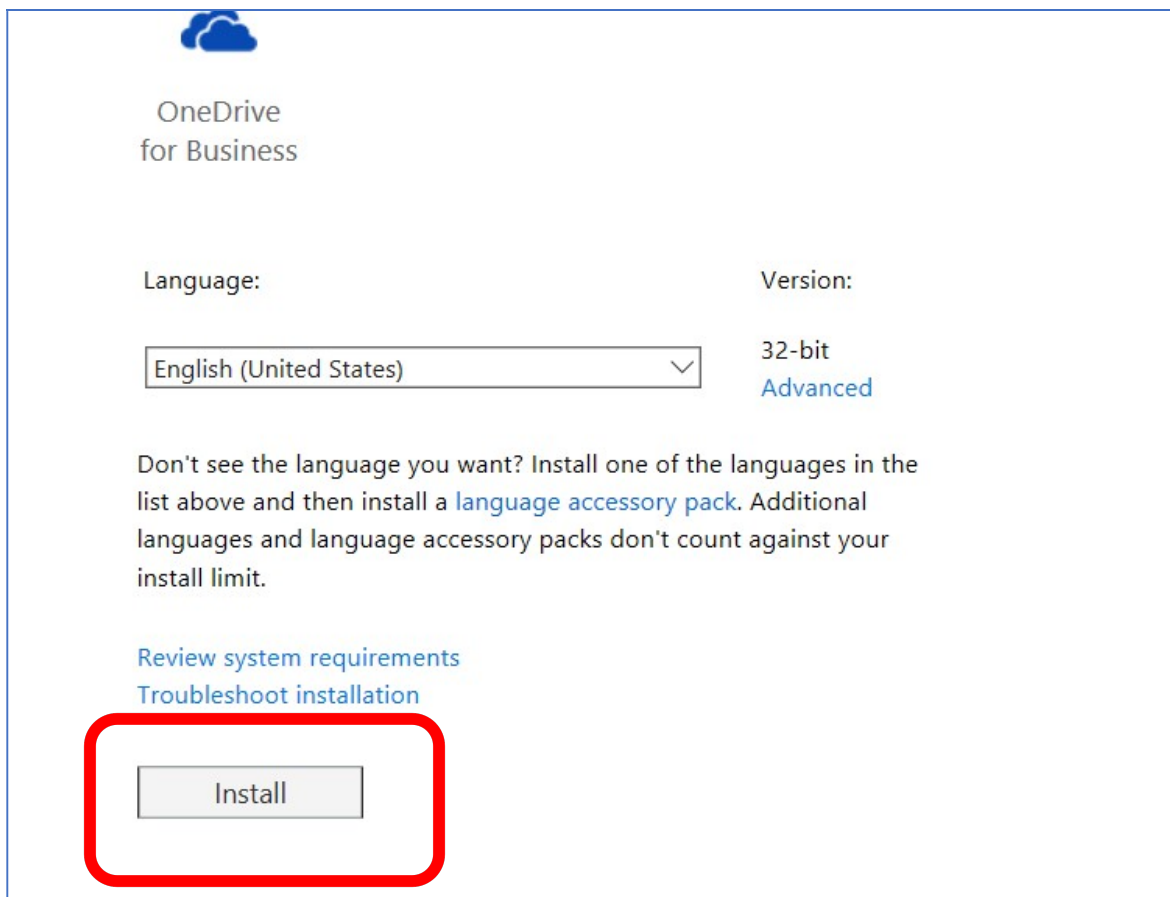 OneDrive
for Business
Language:
Version:
English (United States)
32-bit
Advanced
Don't see the language you want? Install one of the languages in the
list above and then install a language accessory pack. Additional
languages and language accessory packs don't count against your
install limit.
Review system requirements
Troubleshoot installation
Install